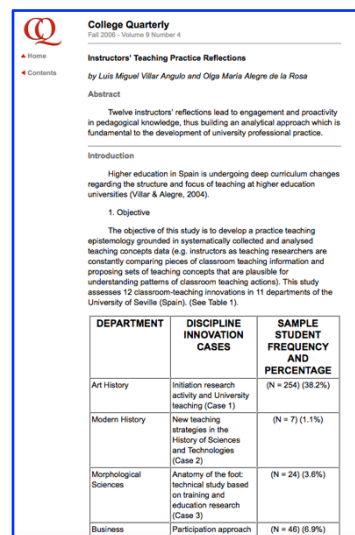 CQ
College Quarterly
Fall 2006 - Volume 9 Number 4
Home
Contents
Instructors' Teaching Practice Reflections
by Luis Miguel Villar Angulo and Olga María Alegre de la Rosa
Abstract
Twelve instructors' reflections lead to engagement and proactivity
in pedagogical knowledge, thus building an analytical approach which is
fundamental to the development of university professional practice.
Introduction
Higher education in Spain is undergoing deep curriculum changes
regarding the structure and focus of teaching at higher education
universities (Villar & Alegre, 2004).
1. Objective
The objective of this study is to develop a practice teaching
epistemology grounded in systematically collected and analysed
teaching concepts data (e.g. instructors as teaching researchers are
constantly comparing pieces of classroom teaching information and
proposing sets of teaching concepts that are plausible for
understanding patterns of classroom teaching actions). This study
assesses 12 classroom-teaching innovations in 11 departments of the
University of Seville (Spain). (See Table 1).
DEPARTMENT
DISCIPLINE
INNOVATION
CASES
SAMPLE
STUDENT
FREQUENCY
AND
PERCENTAGE
Art History
Initiation research
activity and University
teaching (Case 1)
(N = 254) (38.2%)
Modern History
New teaching
strategies in the
History of Sciences
and Technologies
(Case 2)
(N = 7) (1.1%)
Morphological
Sciences
Anatomy of the foot:
technical study based
on training and
education research
(Case 3)
(N = 24) (3.6%)
Business
Participation approach
(N = 46) (6.9%)